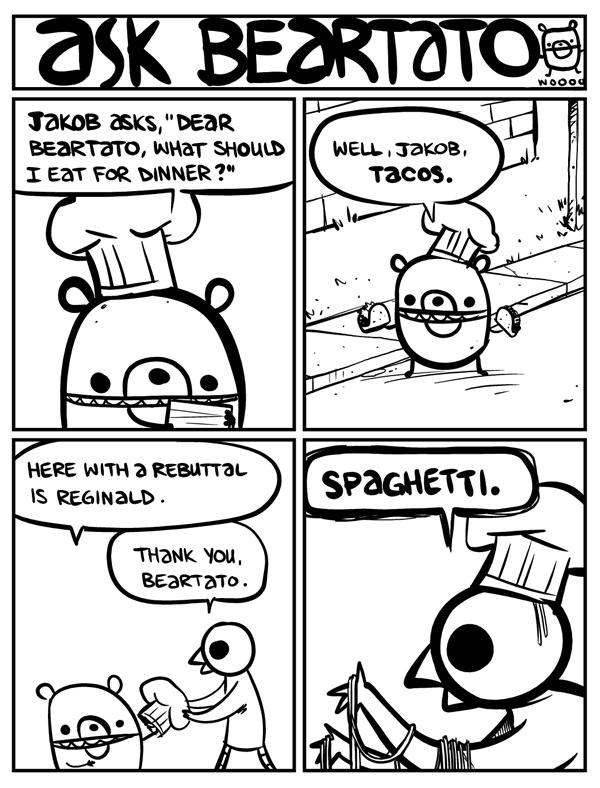 ASK BEARTATO
NOOOO
JAKOB ASKS, "DEAR
BEARTATO, WHAT SHOULD
I EAT FOR DINNER?"
WELL, JAKOB,
TACOS.
HERE WITH A REBUTTAL
IS REGINALD.
THANK YOU,
BEARTATO.
SPAGHETTI.